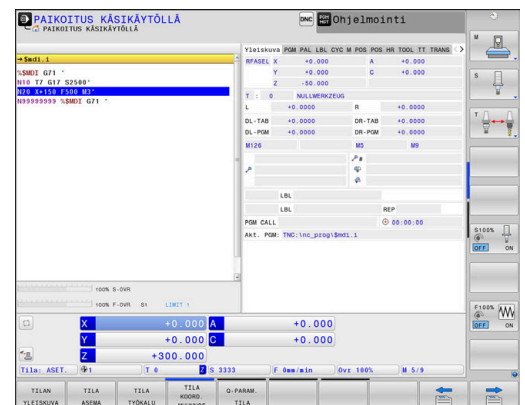 PAIKOITUS KÄSIKÄYTÖLLÄ
PAIKOITUS KÄSIKÄYTÖLLÄ
DNC
Ohjelmointi
→$mdi.i
%$MDI G71 *
N10 T7 G17 S2500*
N20 X+150 F500 M3*
N99999999 %$MDI G71 *
100% S-OVR
100% F-OVR S1 LIMIT 1
Yleiskuva PGM PAL LBL CYC M POS POS HR TOOL TT TRANS
RFASEL X +0.000 A +0.000
Y +0.000 C +0.000
Z -50.000
T : 0 NULLWERKZEUG
L +0.0000 R +0.0000
DL-TAB +0.0000 DR-TAB +0.0000
DL-PGM +0.0000 DR-PGM +0.0000
M126 M5 M9
LBL
LBL REP
PGM CALL 00:00:00
Akt. PGM: TNC:\nc_prog\$mdi.i
X +0.000 A +0.000
Y +0.000 C +0.000
Z +300.000
Tila: ASET. 1 T 0 Z S 3333 F 0mm/min Ovr 100% M 5/9
TILAN YLEISKUVA
TILA ASEMA
TILA TYÖKALU
TILA KOORD.
Q-PARAM. TILA
M
S
T
S100%
OFF ON
F100%
OFF ON